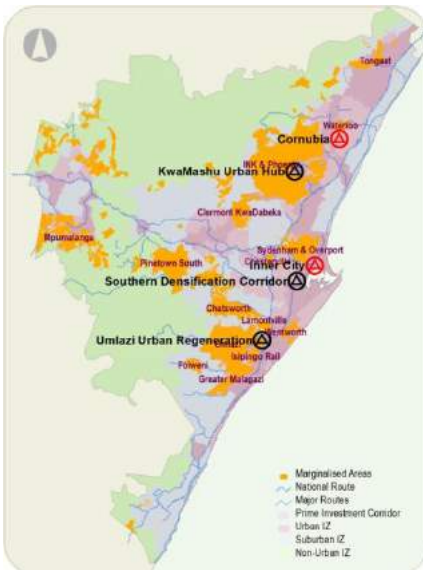 Tongaat
Waterloo
Cornubia
INK & Phoenix
KwaMashu Urban Hub
Clermont KwaDabeka
Mpumalanga
Sydenham & Overport
Pinetown South
Inner City
Southern Densification Corridor
Chatsworth
Lamontville
Wentworth
Umlazi Urban Regeneration
Isipingo Rail
Folweni
Greater Malagazi
Marginalised Areas
National Route
Major Routes
Prime Investment Corridor
Urban IZ
Suburban IZ
Non-Urban IZ